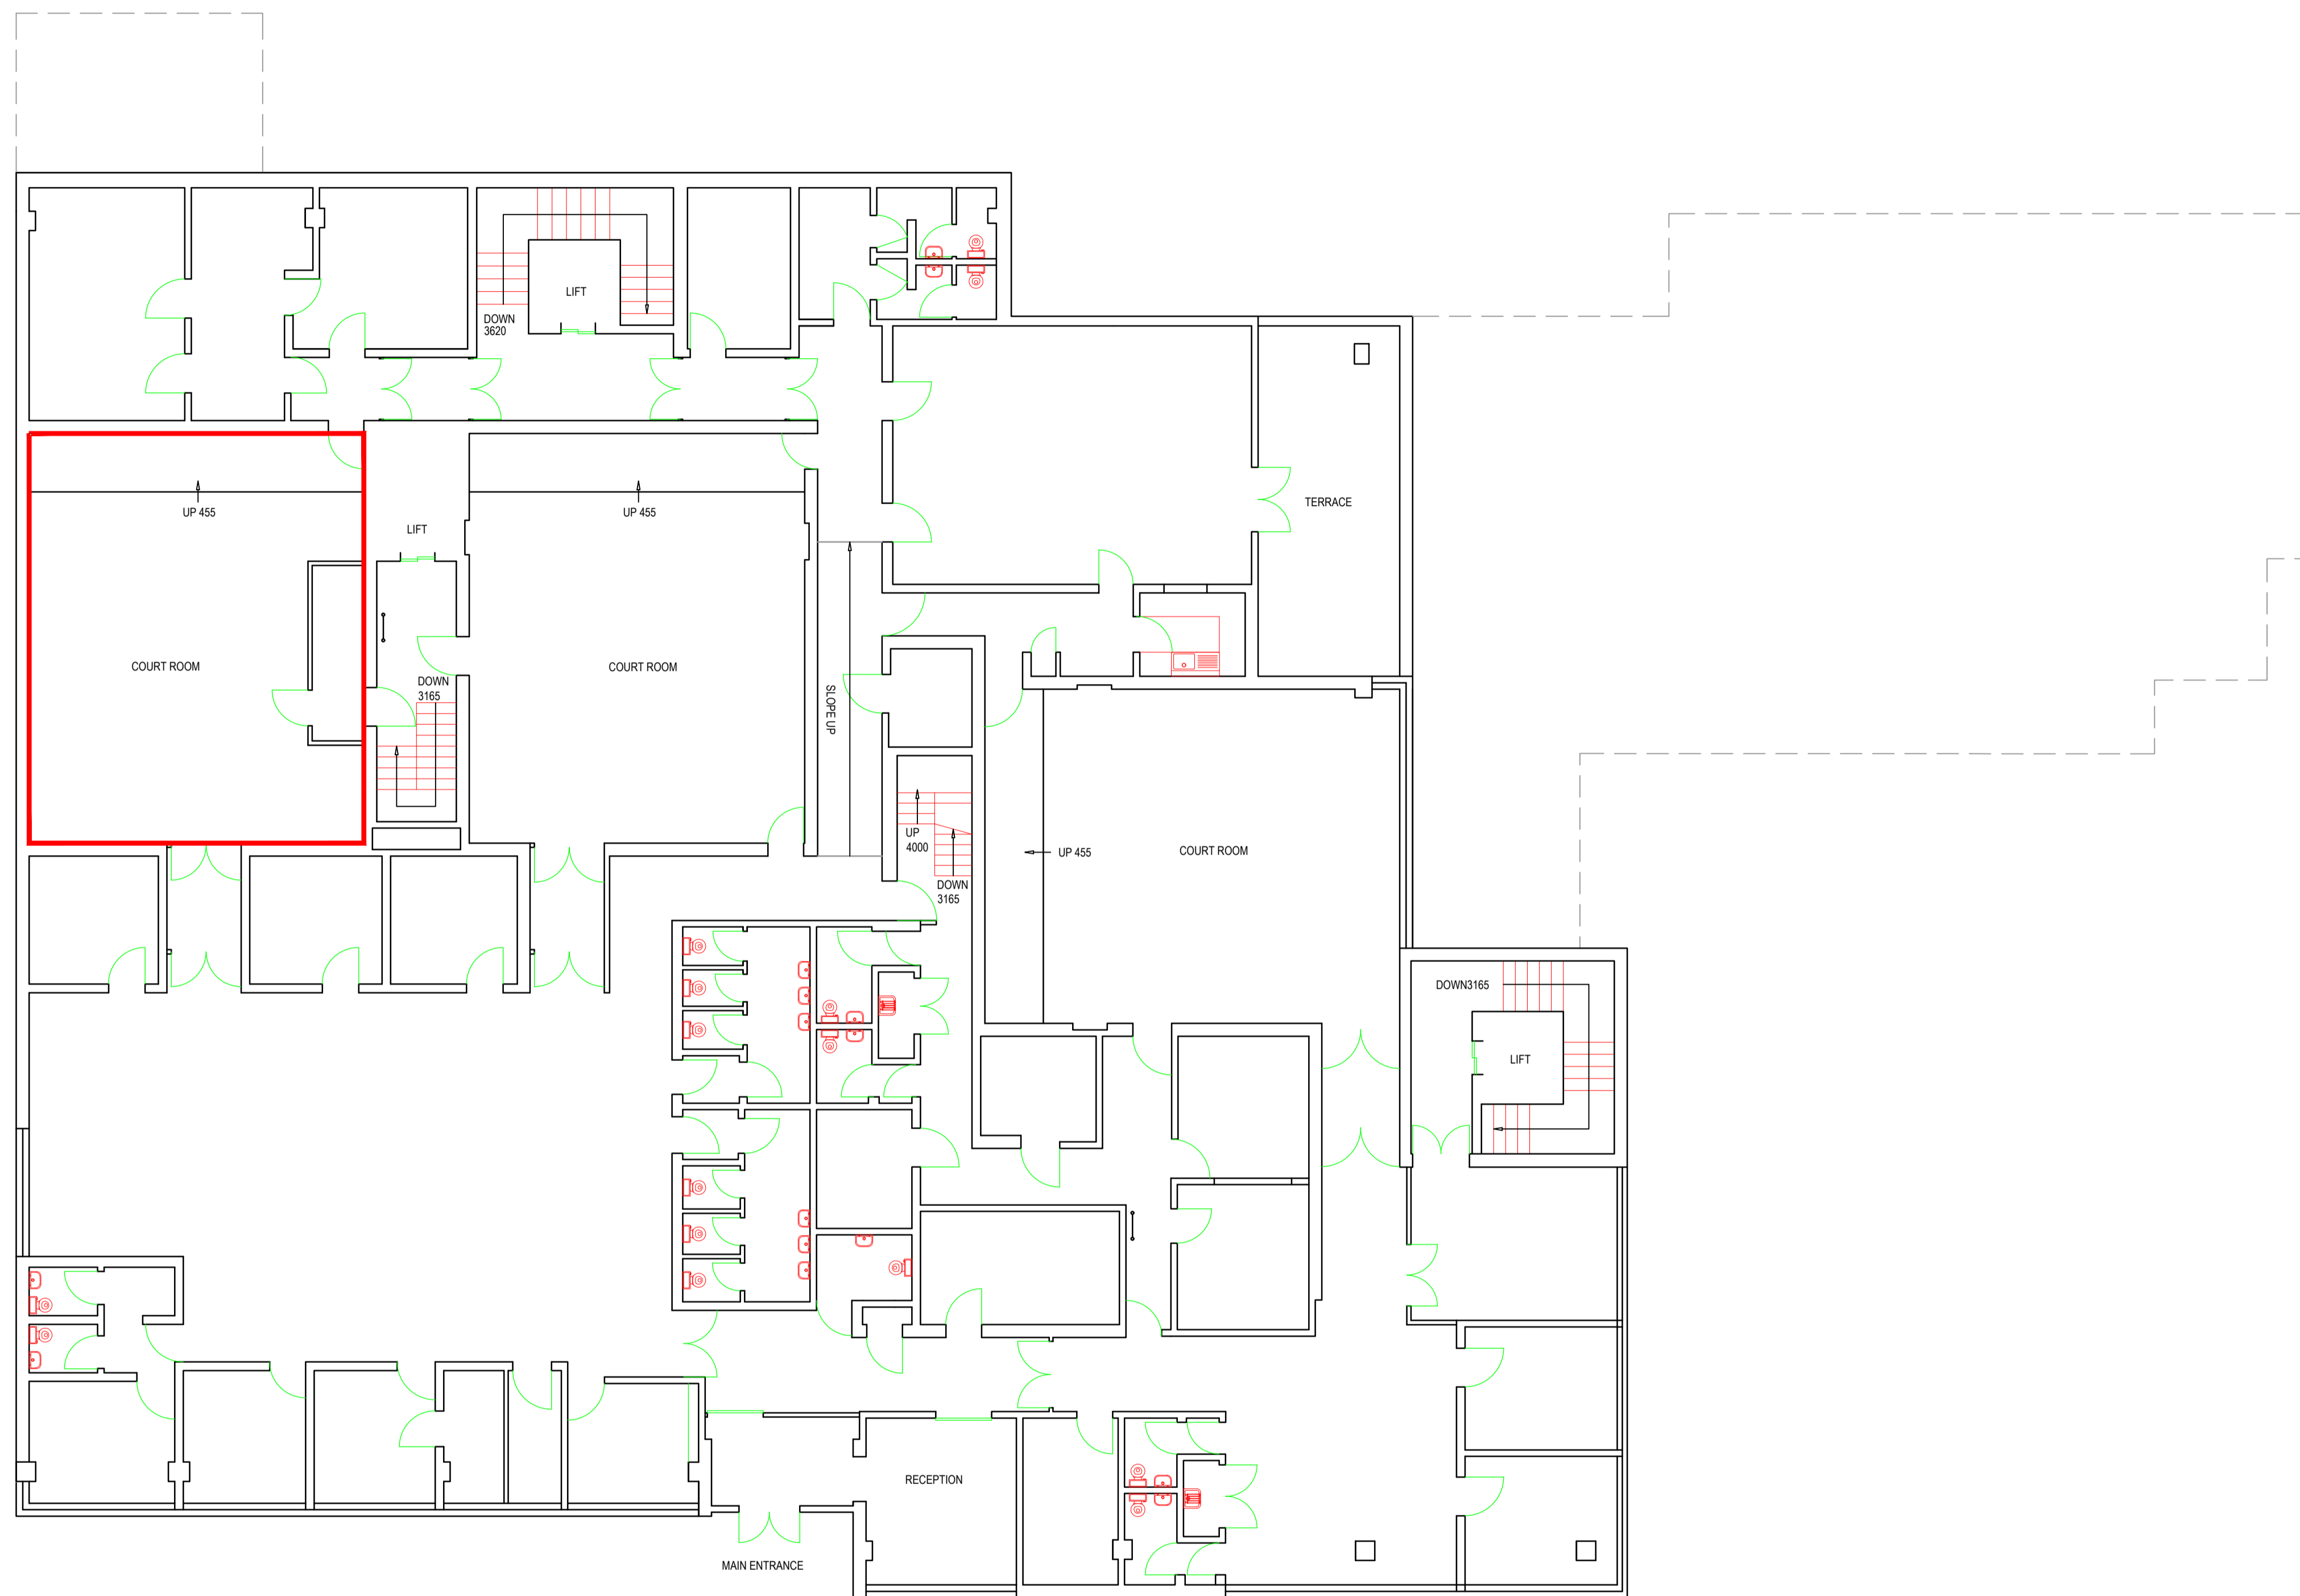 LIFT
DOWN
3620
UP 455
UP 455
TERRACE
LIFT
COURT ROOM
COURT ROOM
DOWN
3165
SLOPE UP
UP
4000
UP 455
COURT ROOM
DOWN
3165
DOWN3165
LIFT
RECEPTION
MAIN ENTRANCE